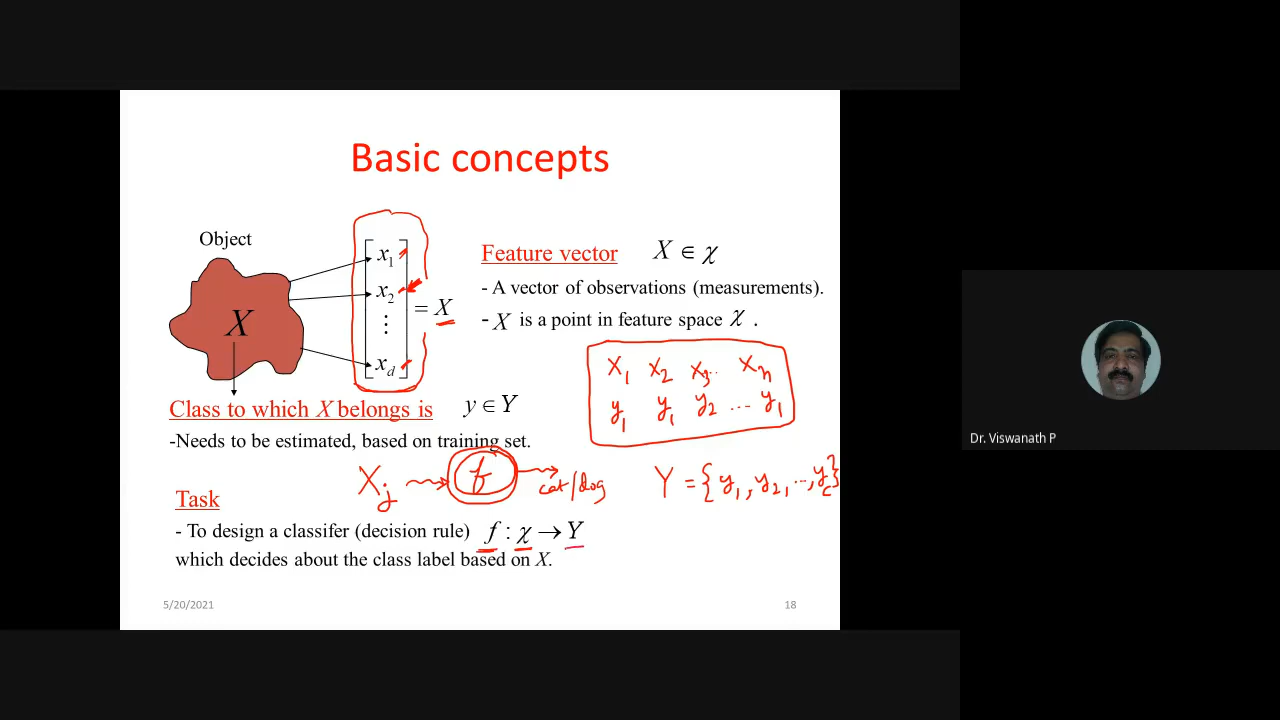 Basic concepts
Object
X
x1
x2
⋮
xd
= X
Feature vector X ∈ χ
- A vector of observations (measurements).
- X is a point in feature space χ .
X1 X2 X3.. Xn
y1 y1 y2 ... y1
Class to which X belongs is y ∈ Y
-Needs to be estimated, based on training set.
Xj → f → cat/dog
Y = {y1, y2, ..., yc}
Task
- To design a classifer (decision rule) f : χ → Y
which decides about the class label based on X.
5/20/2021
18
Dr. Viswanath P